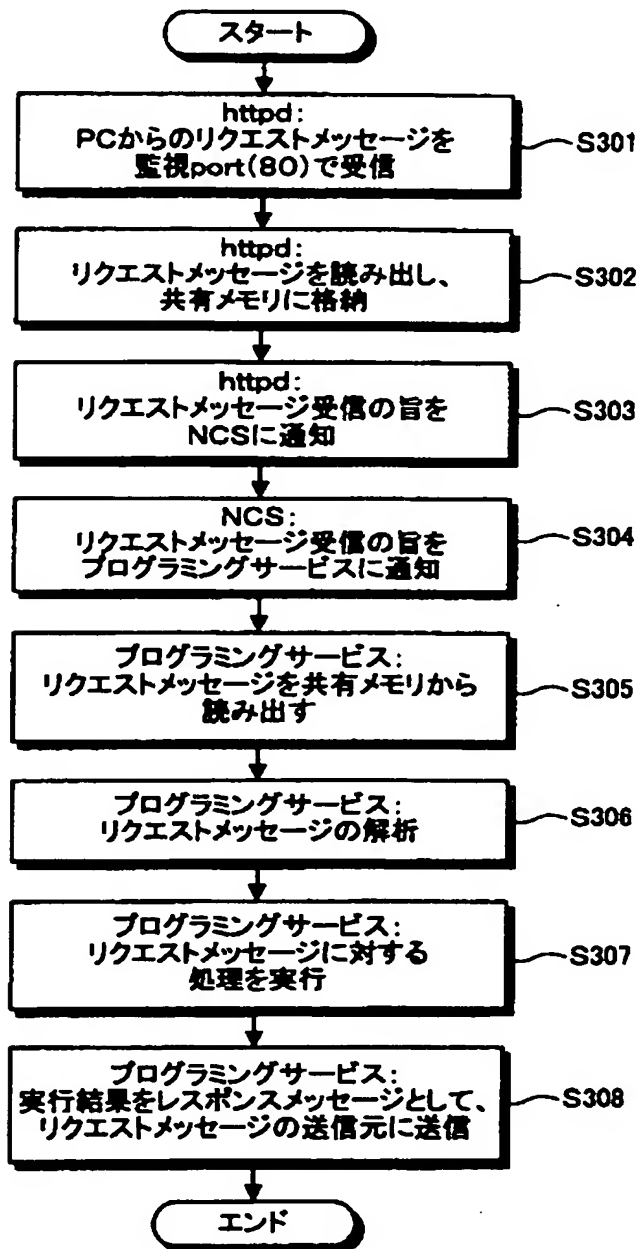 スタート
httpd:
PCからのリクエストメッセージを
監視port(80)で受信
S301
httpd:
リクエストメッセージを読み出し、
共有メモリに格納
S302
httpd:
リクエストメッセージ受信の旨を
NCSに通知
S303
NCS:
リクエストメッセージ受信の旨を
プログラミングサービスに通知
S304
プログラミングサービス:
リクエストメッセージを共有メモリから
読み出す
S305
プログラミングサービス:
リクエストメッセージの解析
S306
プログラミングサービス:
リクエストメッセージに対する
処理を実行
S307
プログラミングサービス:
実行結果をレスポンスメッセージとして、
リクエストメッセージの送信元に送信
S308
エンド